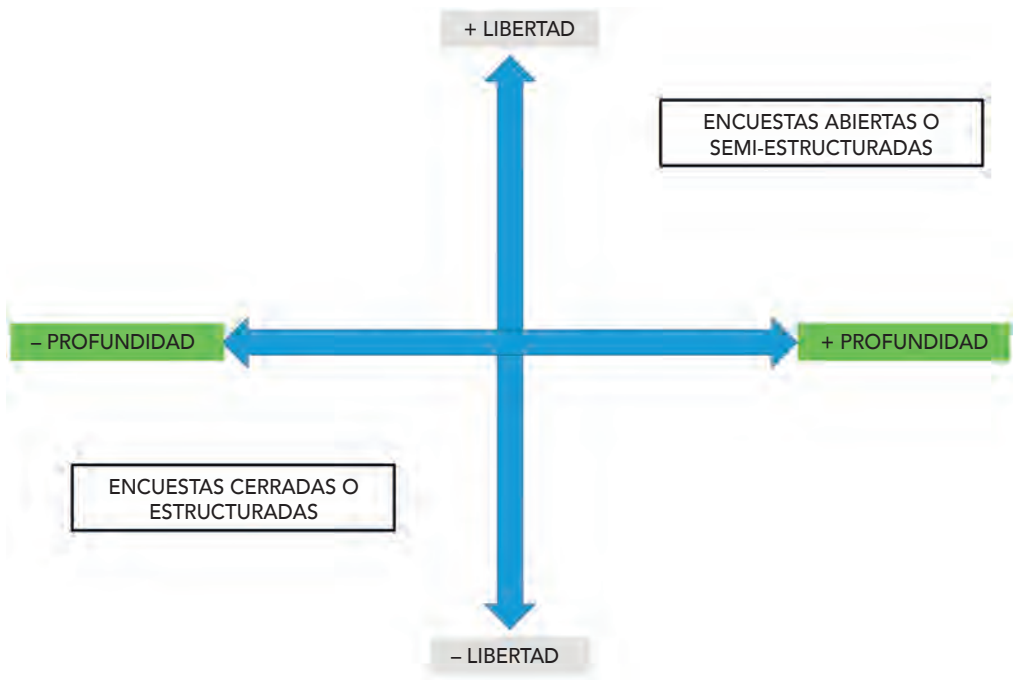 + LIBERTAD
ENCUESTAS ABIERTAS O
SEMI-ESTRUCTURADAS
– PROFUNDIDAD
+ PROFUNDIDAD
ENCUESTAS CERRADAS O
ESTRUCTURADAS
– LIBERTAD